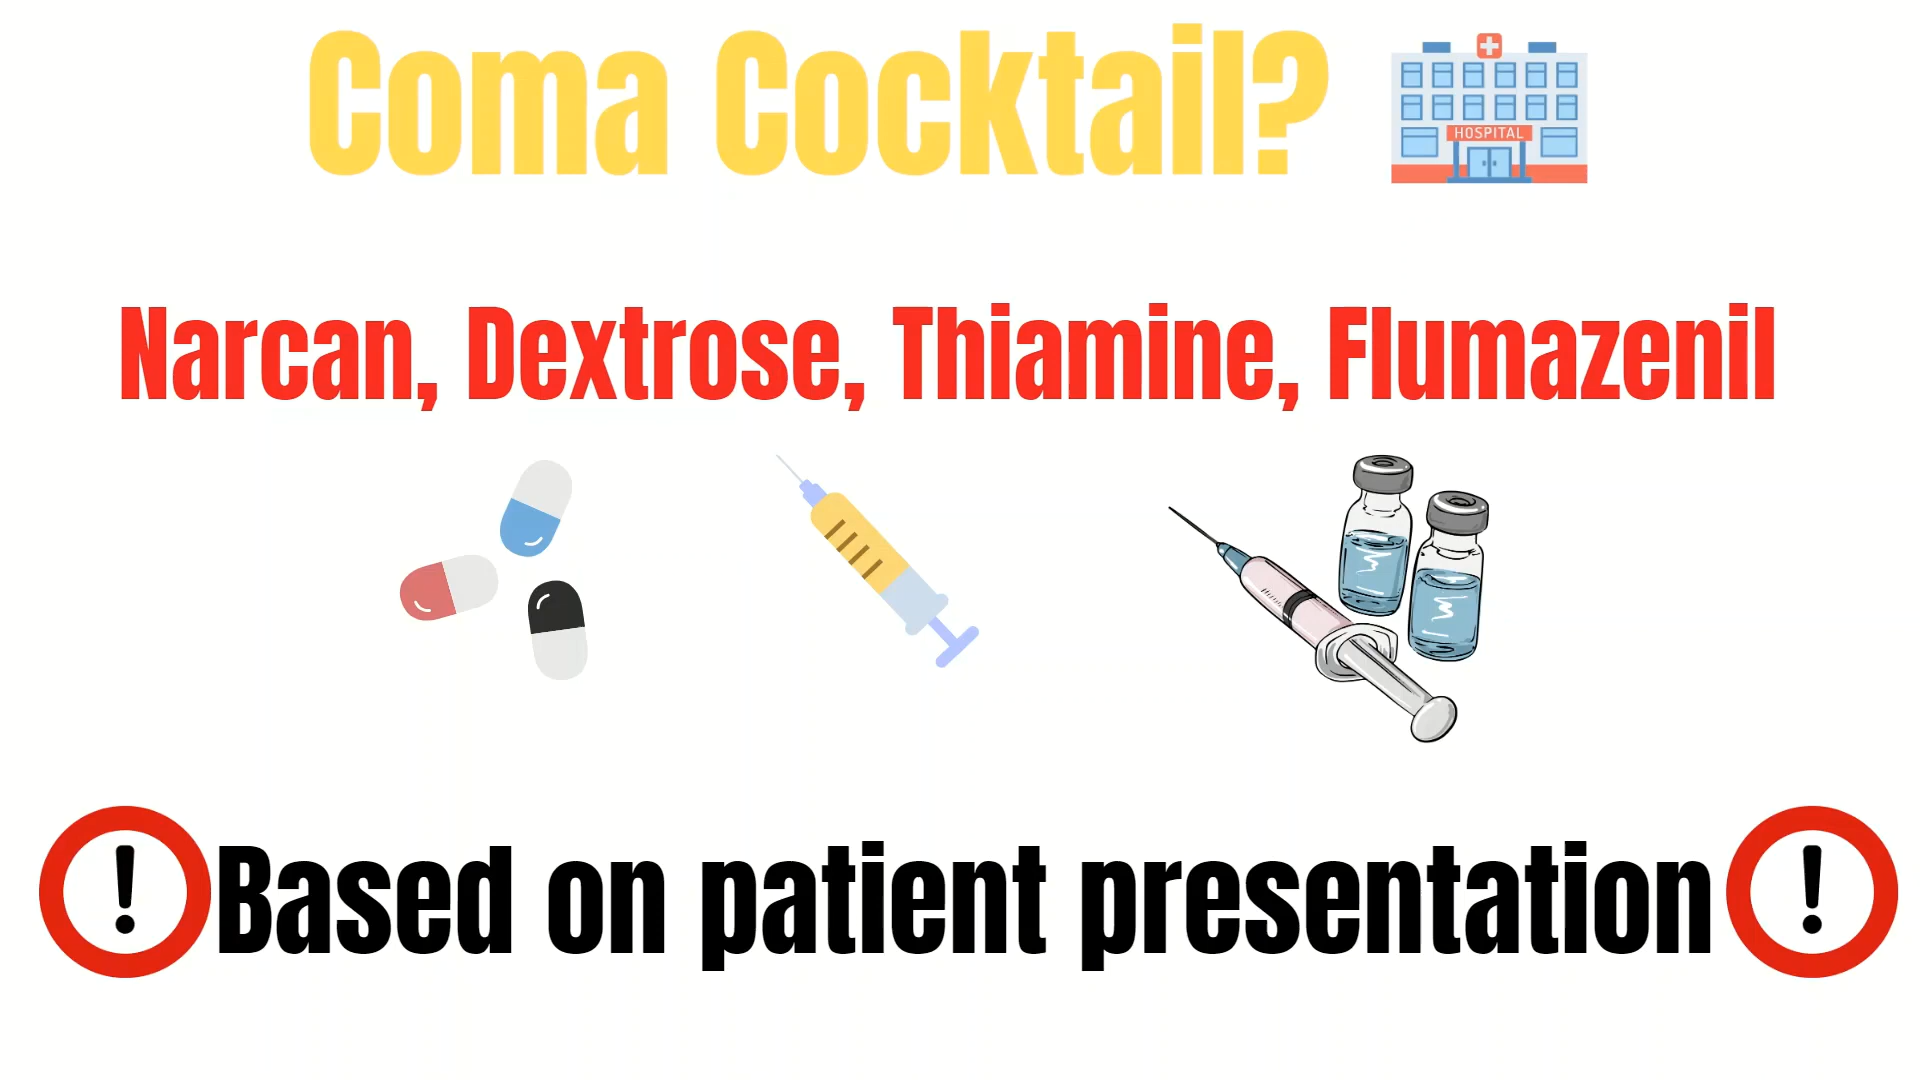 Coma Cocktail?
HOSPITAL
Narcan, Dextrose, Thiamine, Flumazenil
! Based on patient presentation !